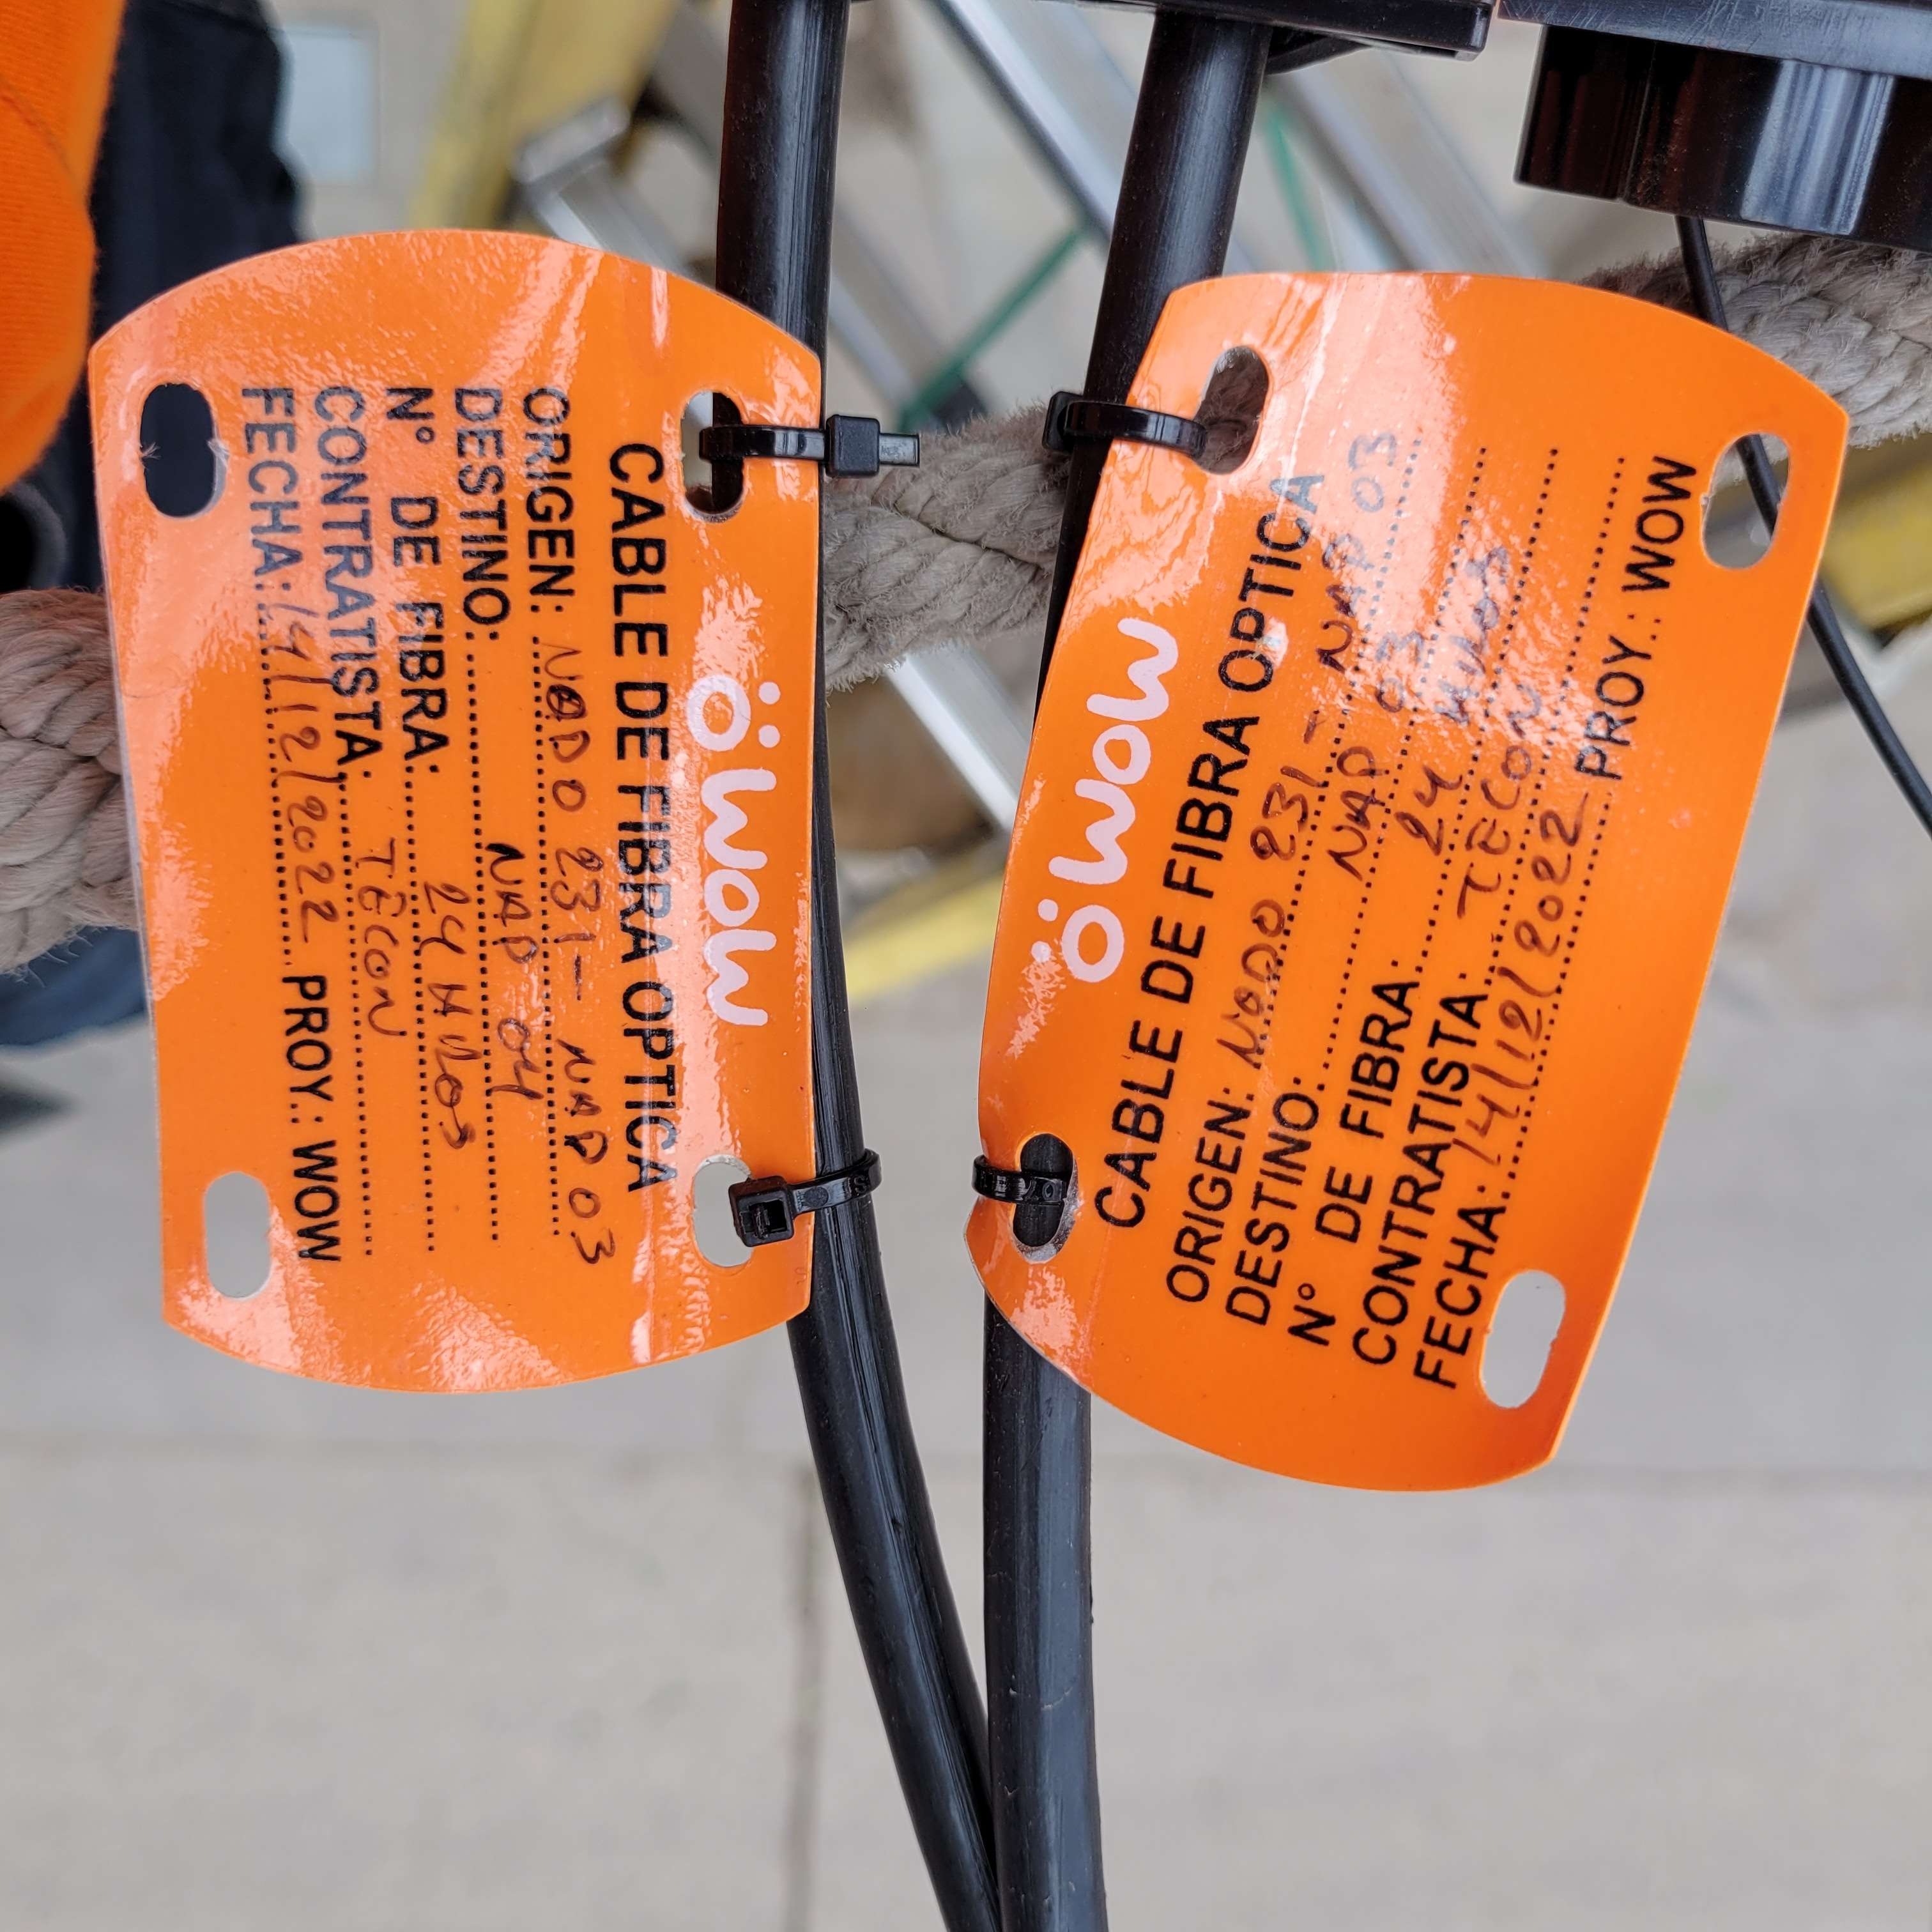 wow
CABLE DE FIBRA OPTICA
ORIGEN: NODO 231 - NAP 03
DESTINO: NAP 04
N° DE FIBRA: 24 HILOS
CONTRATISTA: TECON
FECHA: 14/12/2022 PROY: WOW
wow
CABLE DE FIBRA OPTICA
ORIGEN: NODO 231 - NAP 03
DESTINO: NAP 03
N° DE FIBRA: 24 HILOS
CONTRATISTA: TECON
FECHA: 14/12/2022 PROY: WOW